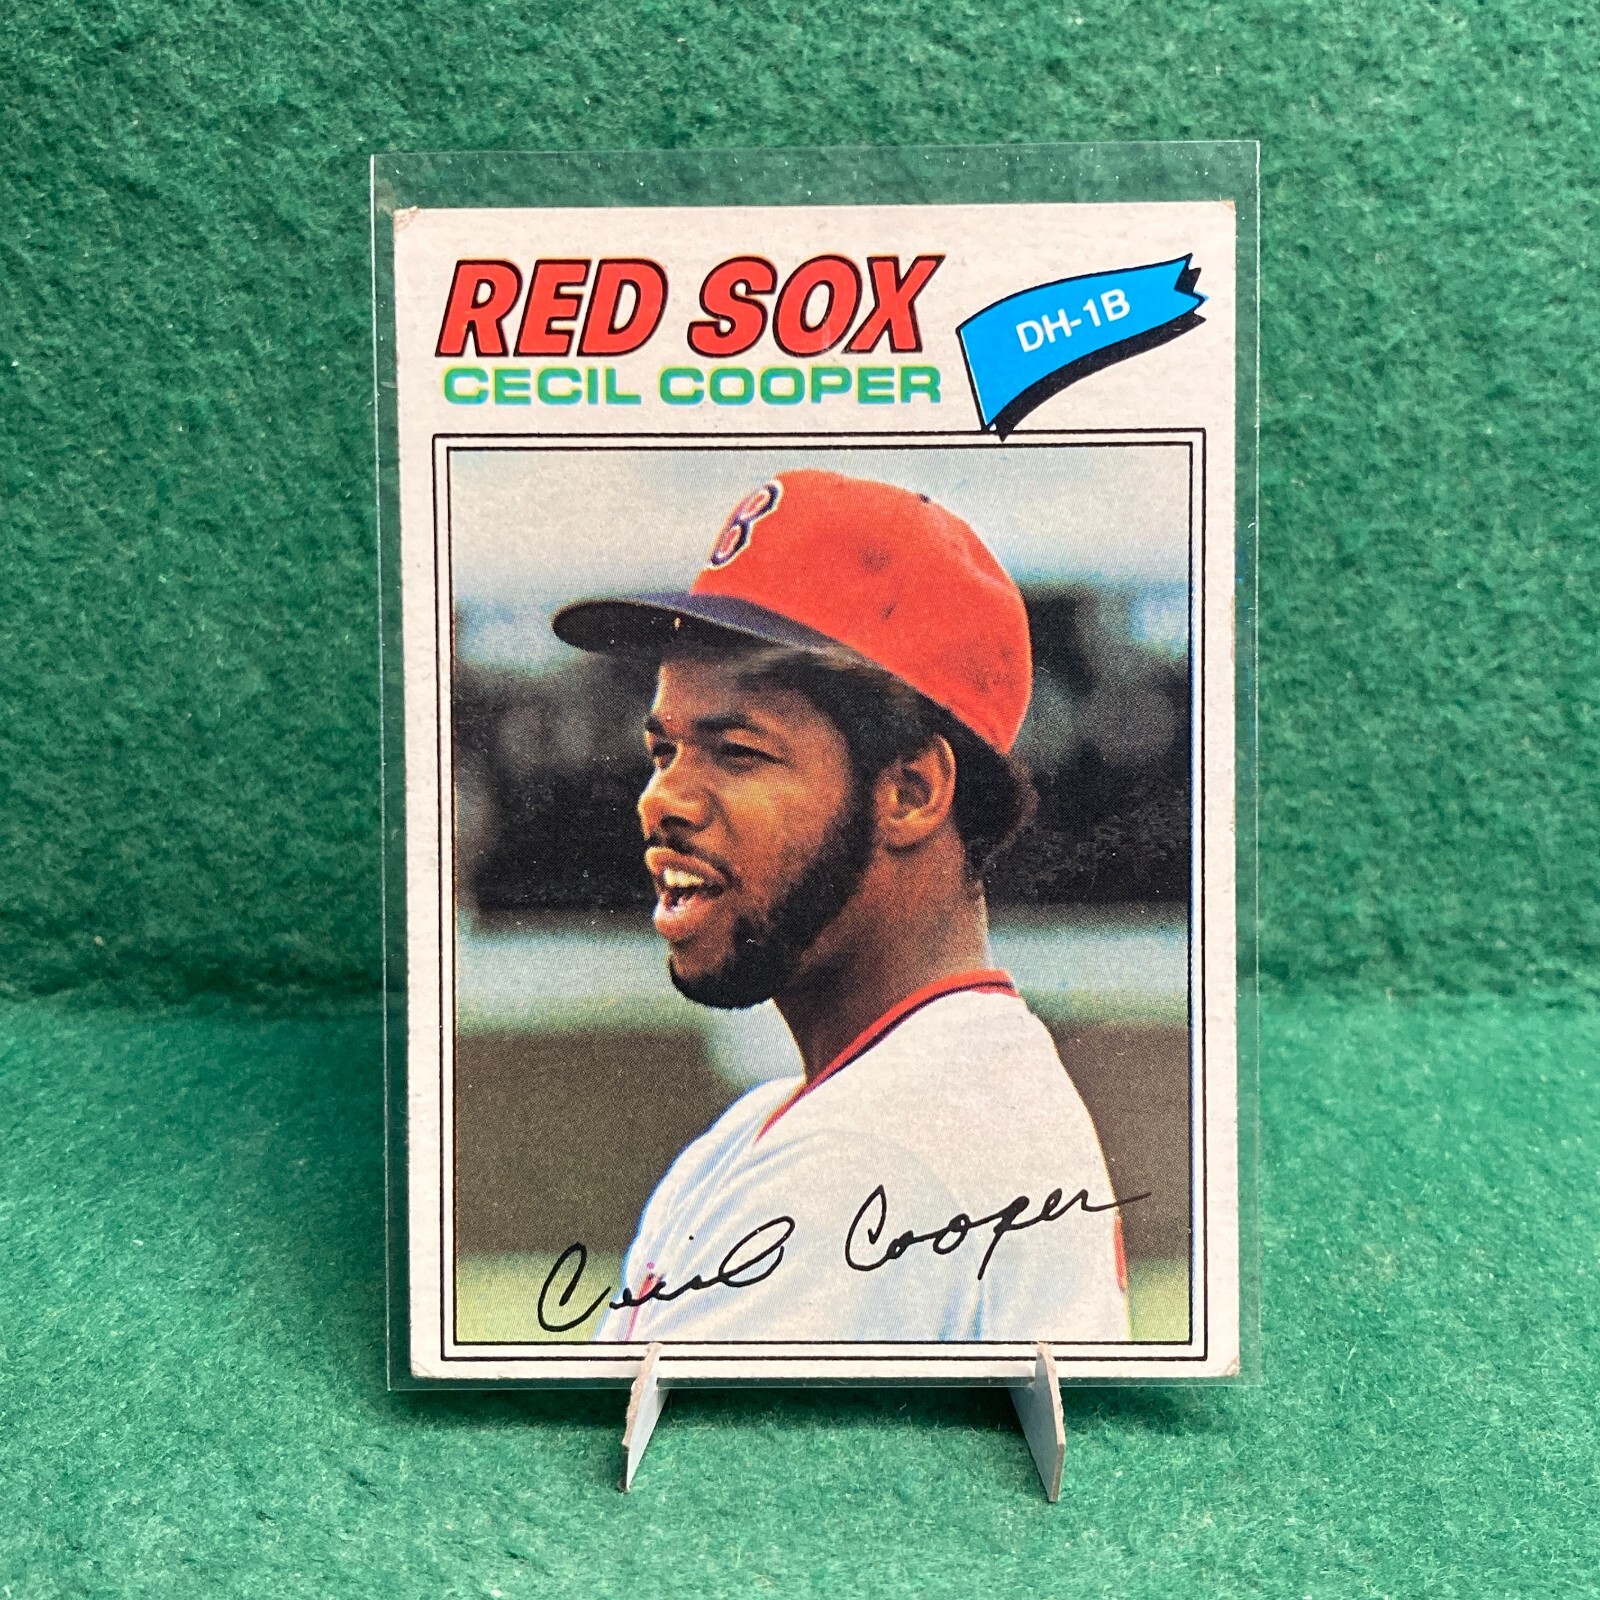 RED SOX
CECIL COOPER
DH-1B
B
Cecil Cooper